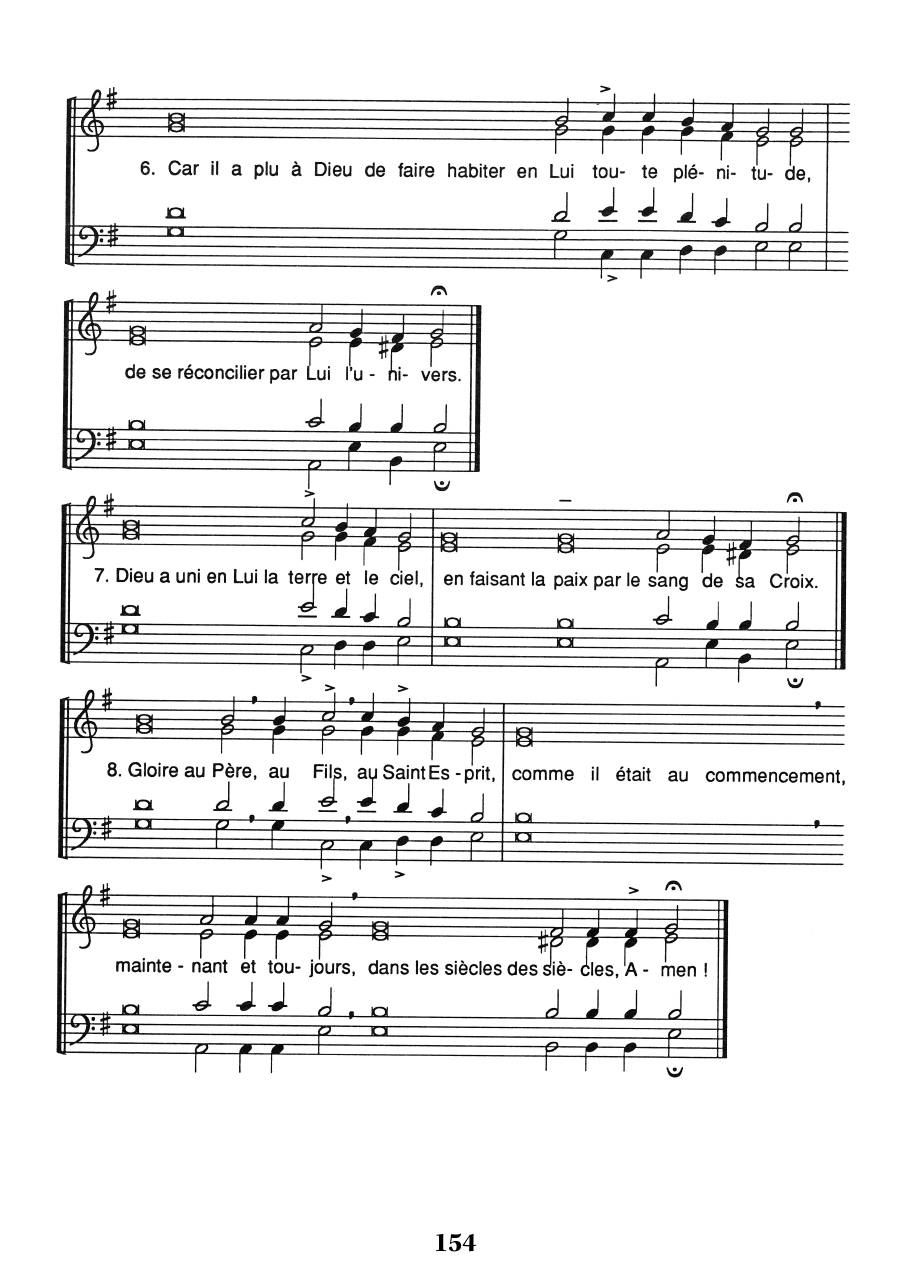 6. Car il a plu à Dieu de faire habiter en Lui tou- te plé- ni- tu- de,
de se réconcilier par Lui l'u - ni- vers.
7. Dieu a uni en Lui la terre et le ciel, en faisant la paix par le sang de sa Croix.
8. Gloire au Père, au Fils, au Saint Es - prit, comme il était au commencement,
mainte - nant et tou- jours, dans les siècles des siè- cles, A - men !
154